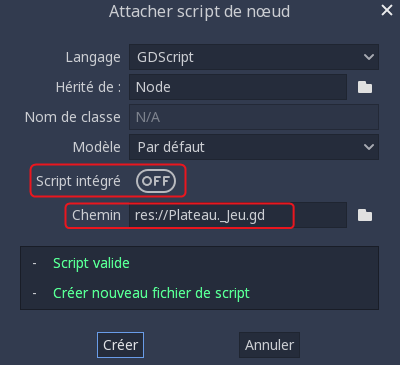 Attacher script de nœud
Langage GDScript
Hérité de : Node
Nom de classe N/A
Modèle Par défaut
Script intégré OFF
Chemin res://Plateau._Jeu.gd
- Script valide
- Créer nouveau fichier de script
Créer Annuler